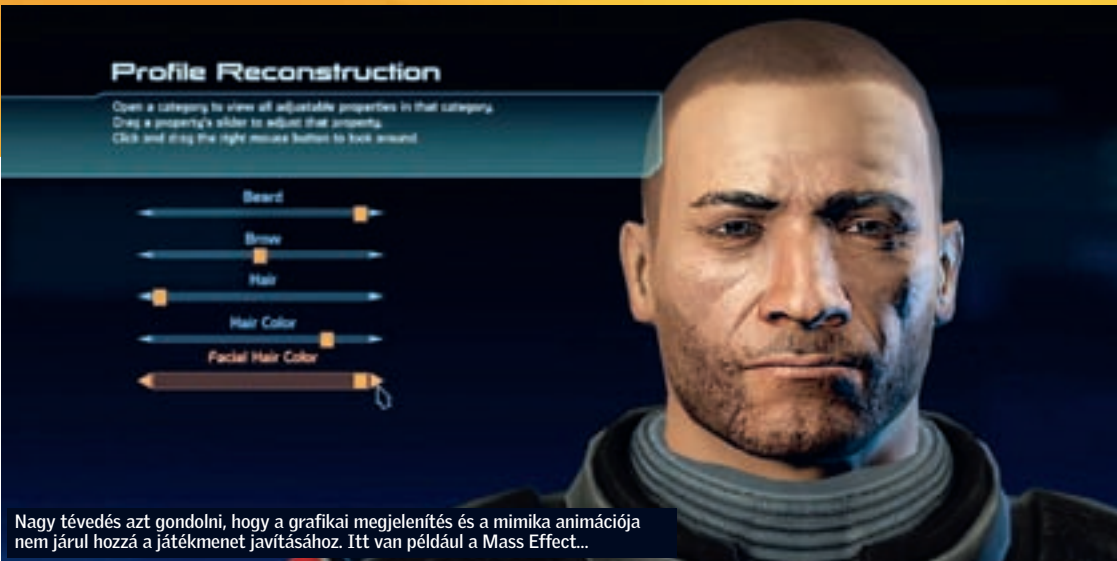 Profile Reconstruction
Open a category to view all adjustable properties in that category.
Drag a property's slider to adjust that property.
Click and drag the right mouse button to look around.
Beard
Brow
Hair
Hair Color
Facial Hair Color
Nagy tévedés azt gondolni, hogy a grafikai megjelenítés és a mimika animációja
nem járul hozzá a játékmenet javításához. Itt van például a Mass Effect...